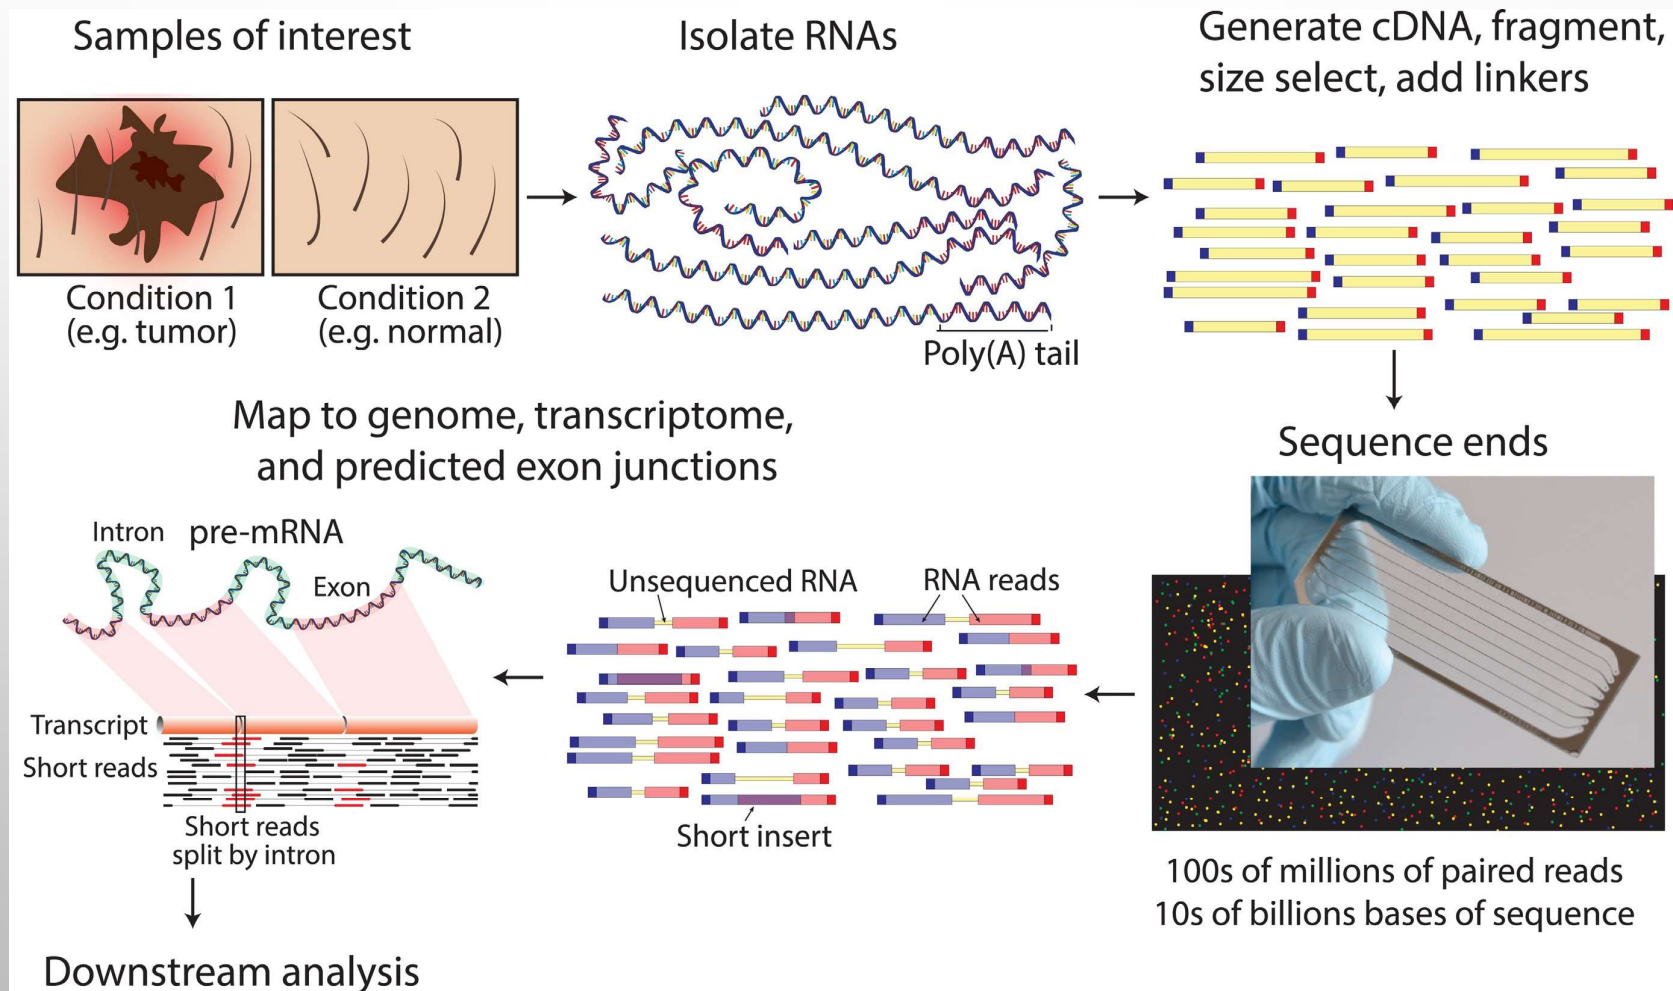 Samples of interest
Condition 1
(e.g. tumor)
Condition 2
(e.g. normal)
Isolate RNAs
Poly(A) tail
Generate cDNA, fragment,
size select, add linkers
Sequence ends
100s of millions of paired reads
10s of billions bases of sequence
Unsequenced RNA
RNA reads
Short insert
Map to genome, transcriptome,
and predicted exon junctions
Intron
pre-mRNA
Exon
Transcript
Short reads
Short reads
split by intron
Downstream analysis